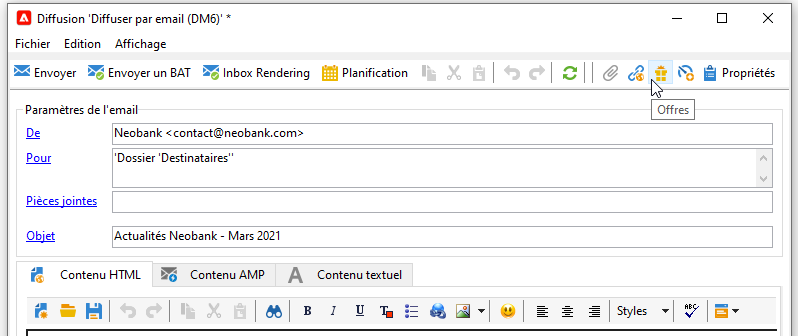 Diffusion 'Diffuser par email (DM6)' *
Fichier Edition Affichage
Envoyer Envoyer un BAT Inbox Rendering Planification Propriétés
Offres
Paramètres de l'email
De Neobank <contact@neobank.com>
Pour 'Dossier 'Destinataires''
Pièces jointes
Objet Actualités Neobank - Mars 2021
Contenu HTML Contenu AMP Contenu textuel
B I U T Styles ABC